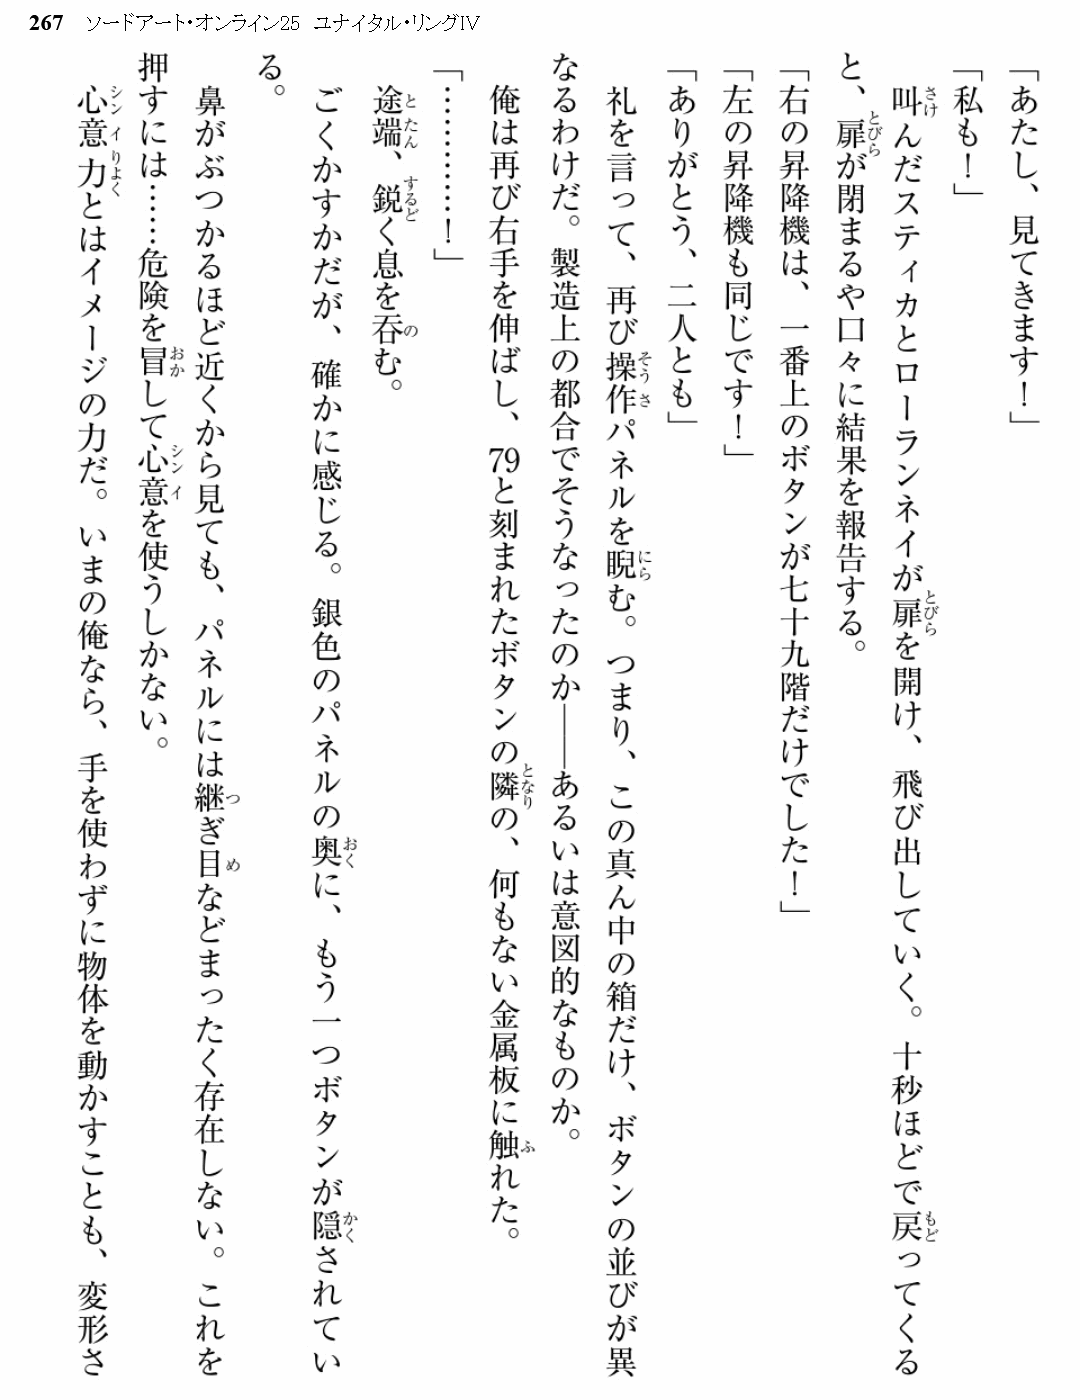 267 ソードアート・オンライン25 ユナイタル・リングⅣ
「あたし、見てきます！」
「私も！」
叫んだスティカとローランネイが扉を開け、飛び出していく。十秒ほどで戻ってくる
と、扉が閉まるや口々に結果を報告する。
「右の昇降機は、一番上のボタンが七十九階だけでした！」
「左の昇降機も同じです！」
「ありがとう、二人とも」
礼を言って、再び操作パネルを睨む。つまり、この真ん中の箱だけ、ボタンの並びが異
なるわけだ。製造上の都合でそうなったのか――あるいは意図的なものか。
俺は再び右手を伸ばし、79と刻まれたボタンの隣の、何もない金属板に触れた。
「…………！」
途端、鋭く息を呑む。
ごくかすかだが、確かに感じる。銀色のパネルの奥に、もう一つボタンが隠されてい
る。
鼻がぶつかるほど近くから見ても、パネルには継ぎ目などまったく存在しない。これを
押すには……危険を冒して心意を使うしかない。
心意力とはイメージの力だ。いまの俺なら、手を使わずに物体を動かすことも、変形さ